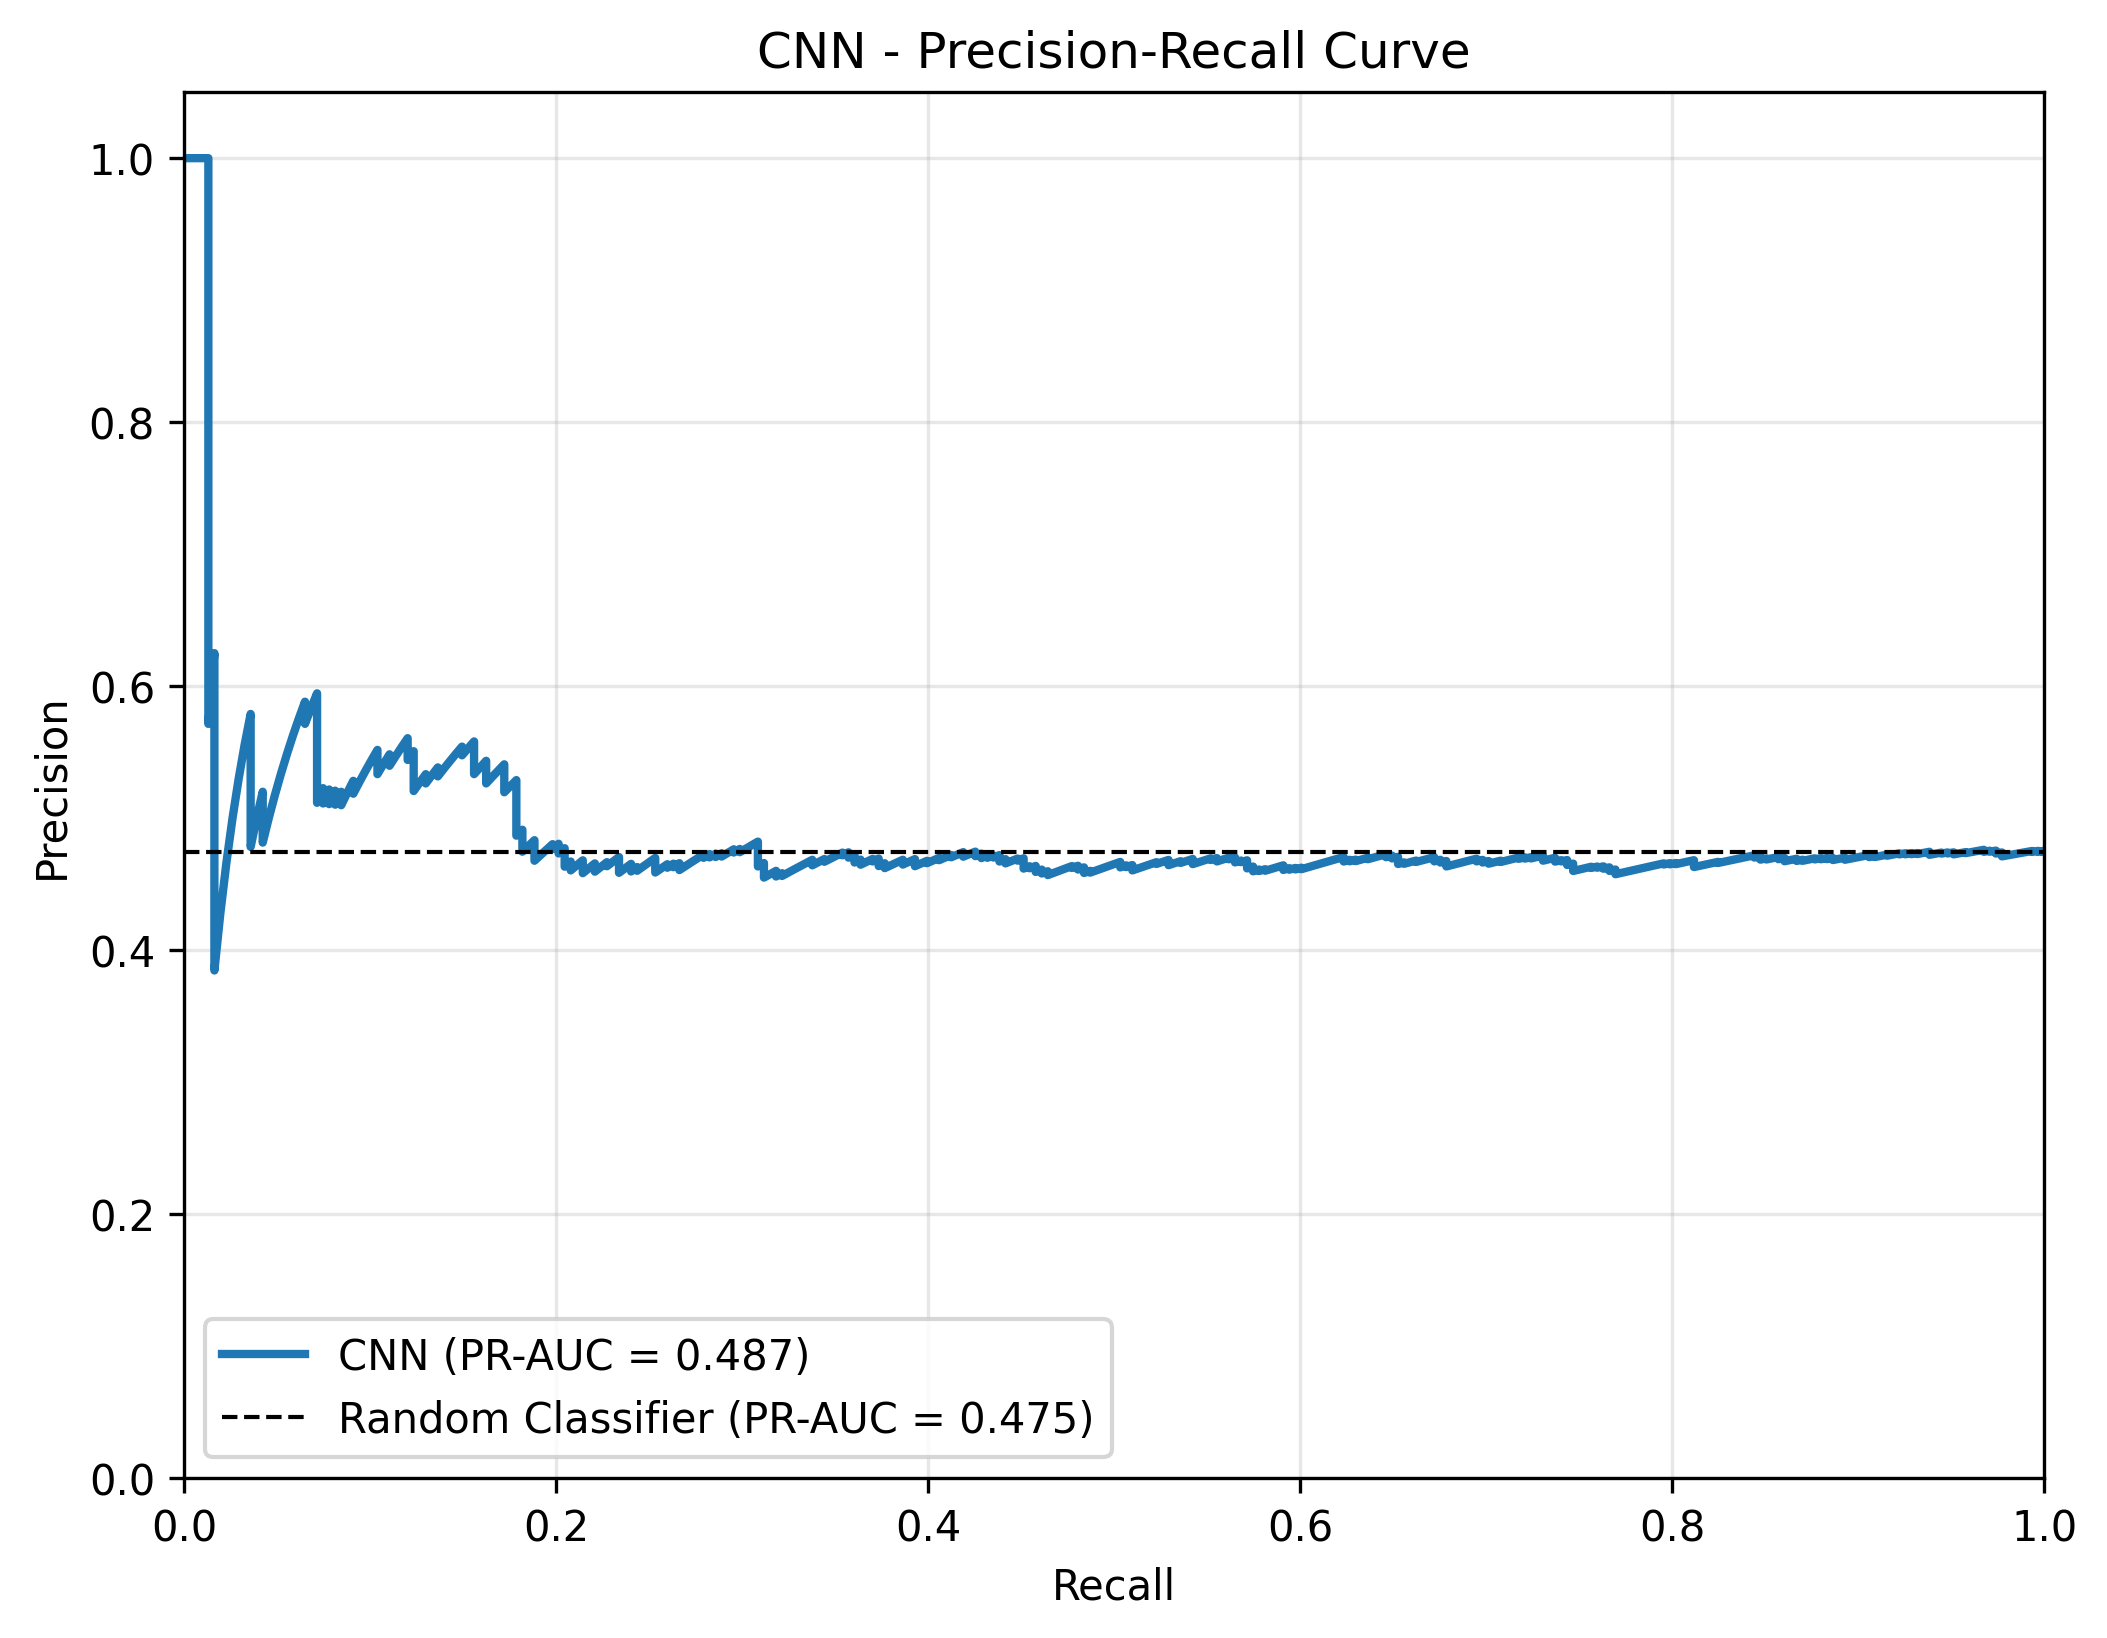 CNN - Precision-Recall Curve
1.0
0.8
0.6
0.4
0.2
0.0
Precision
CNN (PR-AUC = 0.487)
Random Classifier (PR-AUC = 0.475)
0.0 0.2 0.4 0.6 0.8 1.0
Recall